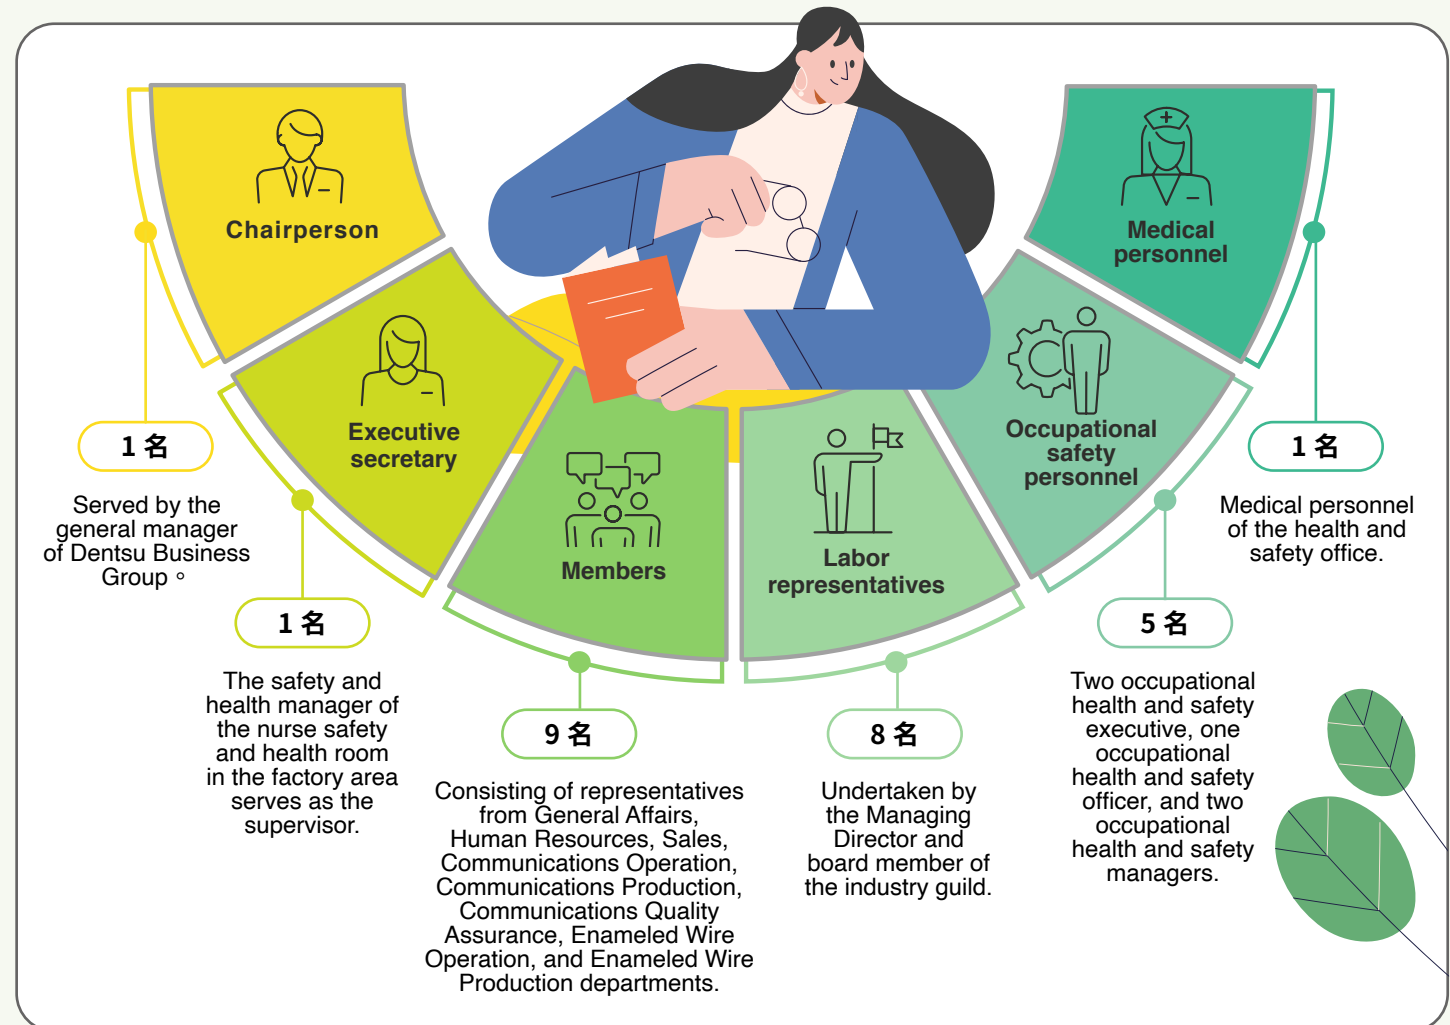 Chairperson
1 名
Served by the
general manager
of Dentsu Business
Group。
Executive
secretary
1 名
The safety and
health manager of
the nurse safety
and health room
in the factory area
serves as the
supervisor.
Members
9 名
Consisting of representatives
from General Affairs,
Human Resources, Sales,
Communications Operation,
Communications Production,
Communications Quality
Assurance, Enameled Wire
Operation, and Enameled Wire
Production departments.
Labor
representatives
8 名
Undertaken by
the Managing
Director and
board member of
the industry guild.
Occupational
safety
personnel
5 名
Two occupational
health and safety
executive, one
occupational
health and safety
officer, and two
occupational
health and safety
managers.
Medical
personnel
1 名
Medical personnel
of the health and
safety office.